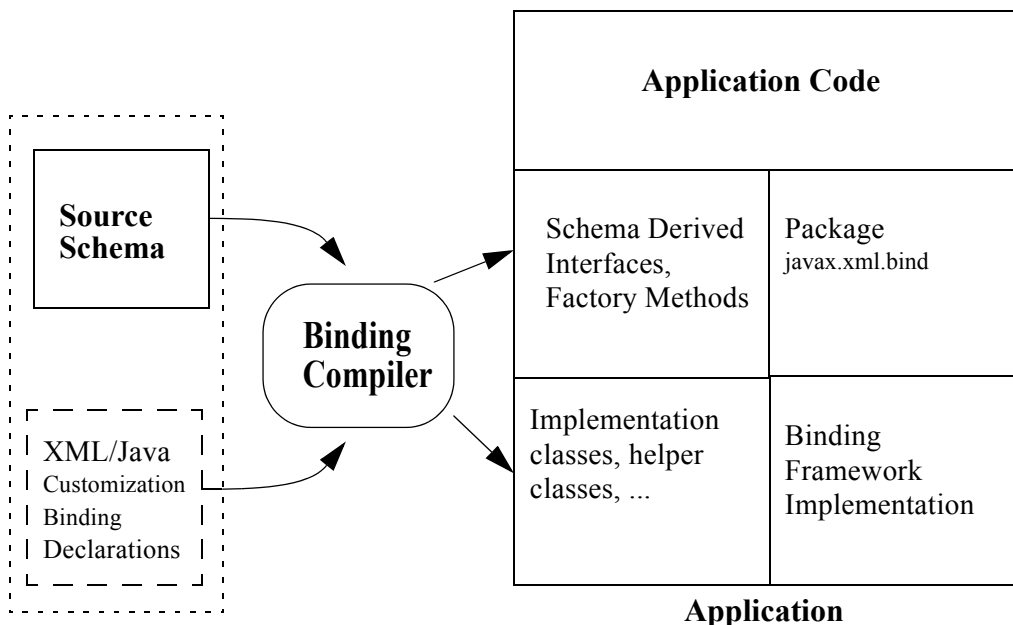 Application Code
Source
Schema
Schema Derived
Interfaces,
Factory Methods
Package
javax.xml.bind
Binding
Compiler
XML/Java
Customization
Binding
Declarations
Implementation
classes, helper
classes, ...
Binding
Framework
Implementation
Application